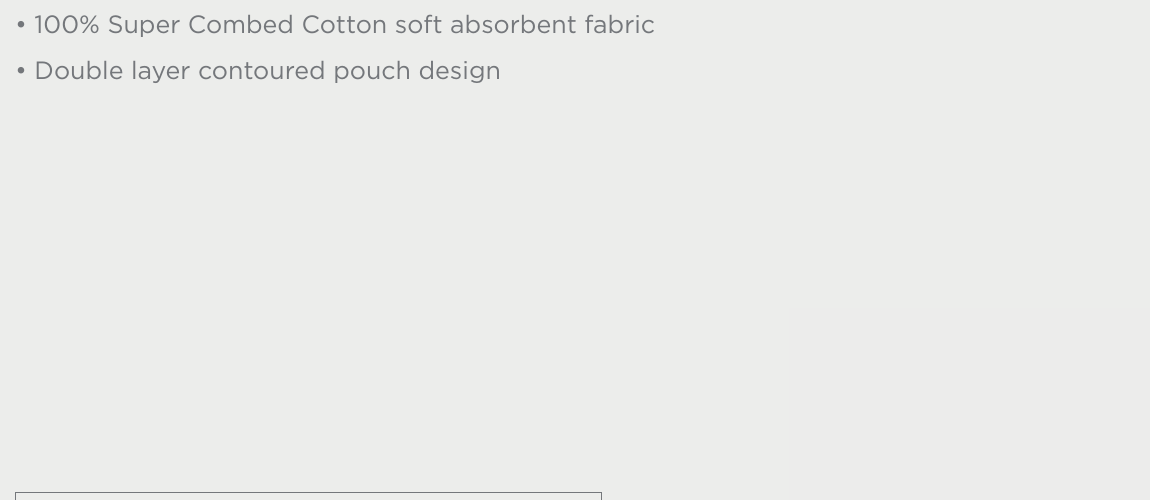 • 100% Super Combed Cotton soft absorbent fabric
• Double layer contoured pouch design